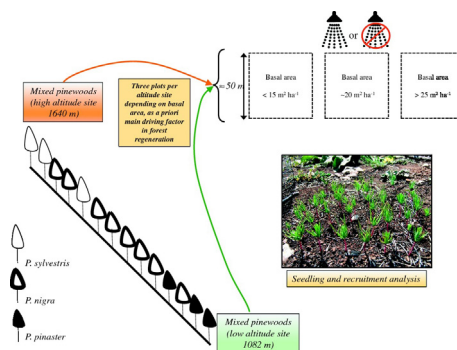 or
Mixed pinewoods
(high altitude site
1640 m)
Three plots per
altitude site
depending on basal
area, as a priori
main driving factor
in forest
regeneration
≈50 m
Basal area
< 15 m² ha⁻¹
Basal area
~20 m² ha⁻¹
Basal area
> 25 m² ha⁻¹
P. sylvestris
P. nigra
P. pinaster
Seedling and recruitment analysis
Mixed pinewoods
(low altitude site
1082 m)